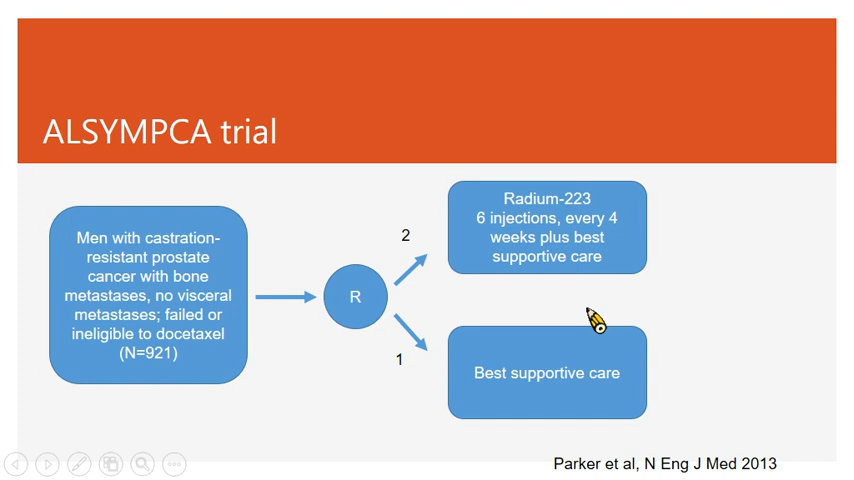 ALSYMPCA trial
Men with castration-
resistant prostate
cancer with bone
metastases, no visceral
metastases; failed or
ineligible to docetaxel
(N=921)
R
2
1
Radium-223
6 injections, every 4
weeks plus best
supportive care
Best supportive care
Parker et al, N Eng J Med 2013